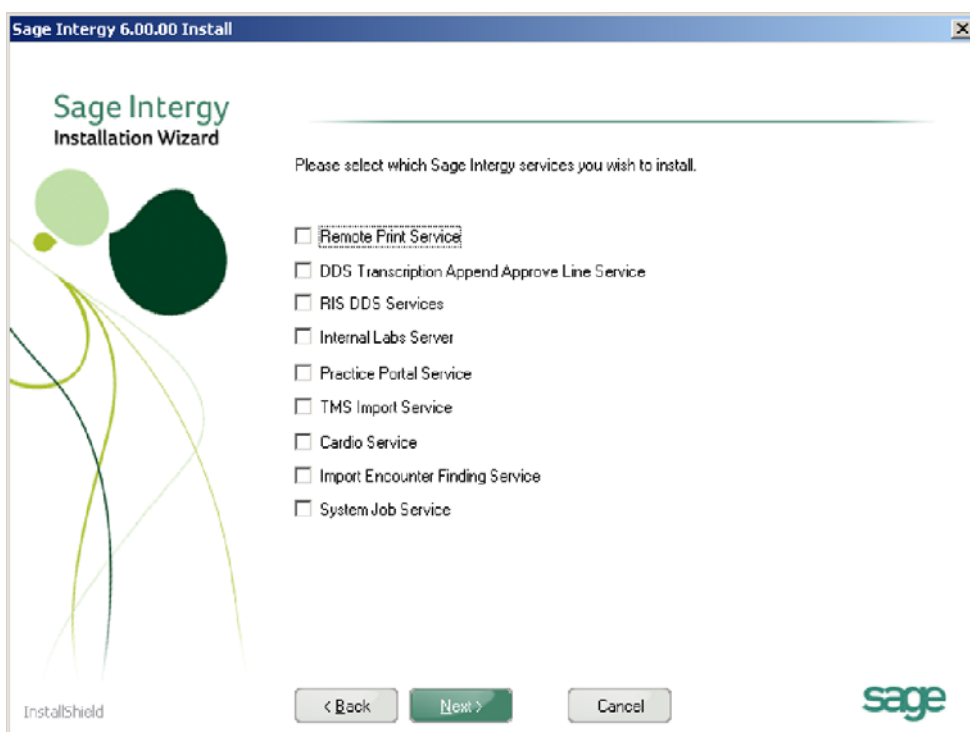 Sage Intergy 6.00.00 Install
Sage Intergy
Installation Wizard
Please select which Sage Intergy services you wish to install.
Remote Print Service
DDS Transcription Append Approve Line Service
RIS DDS Services
Internal Labs Server
Practice Portal Service
TMS Import Service
Cardio Service
Import Encounter Finding Service
System Job Service
InstallShield
< Back
Next >
Cancel
sage